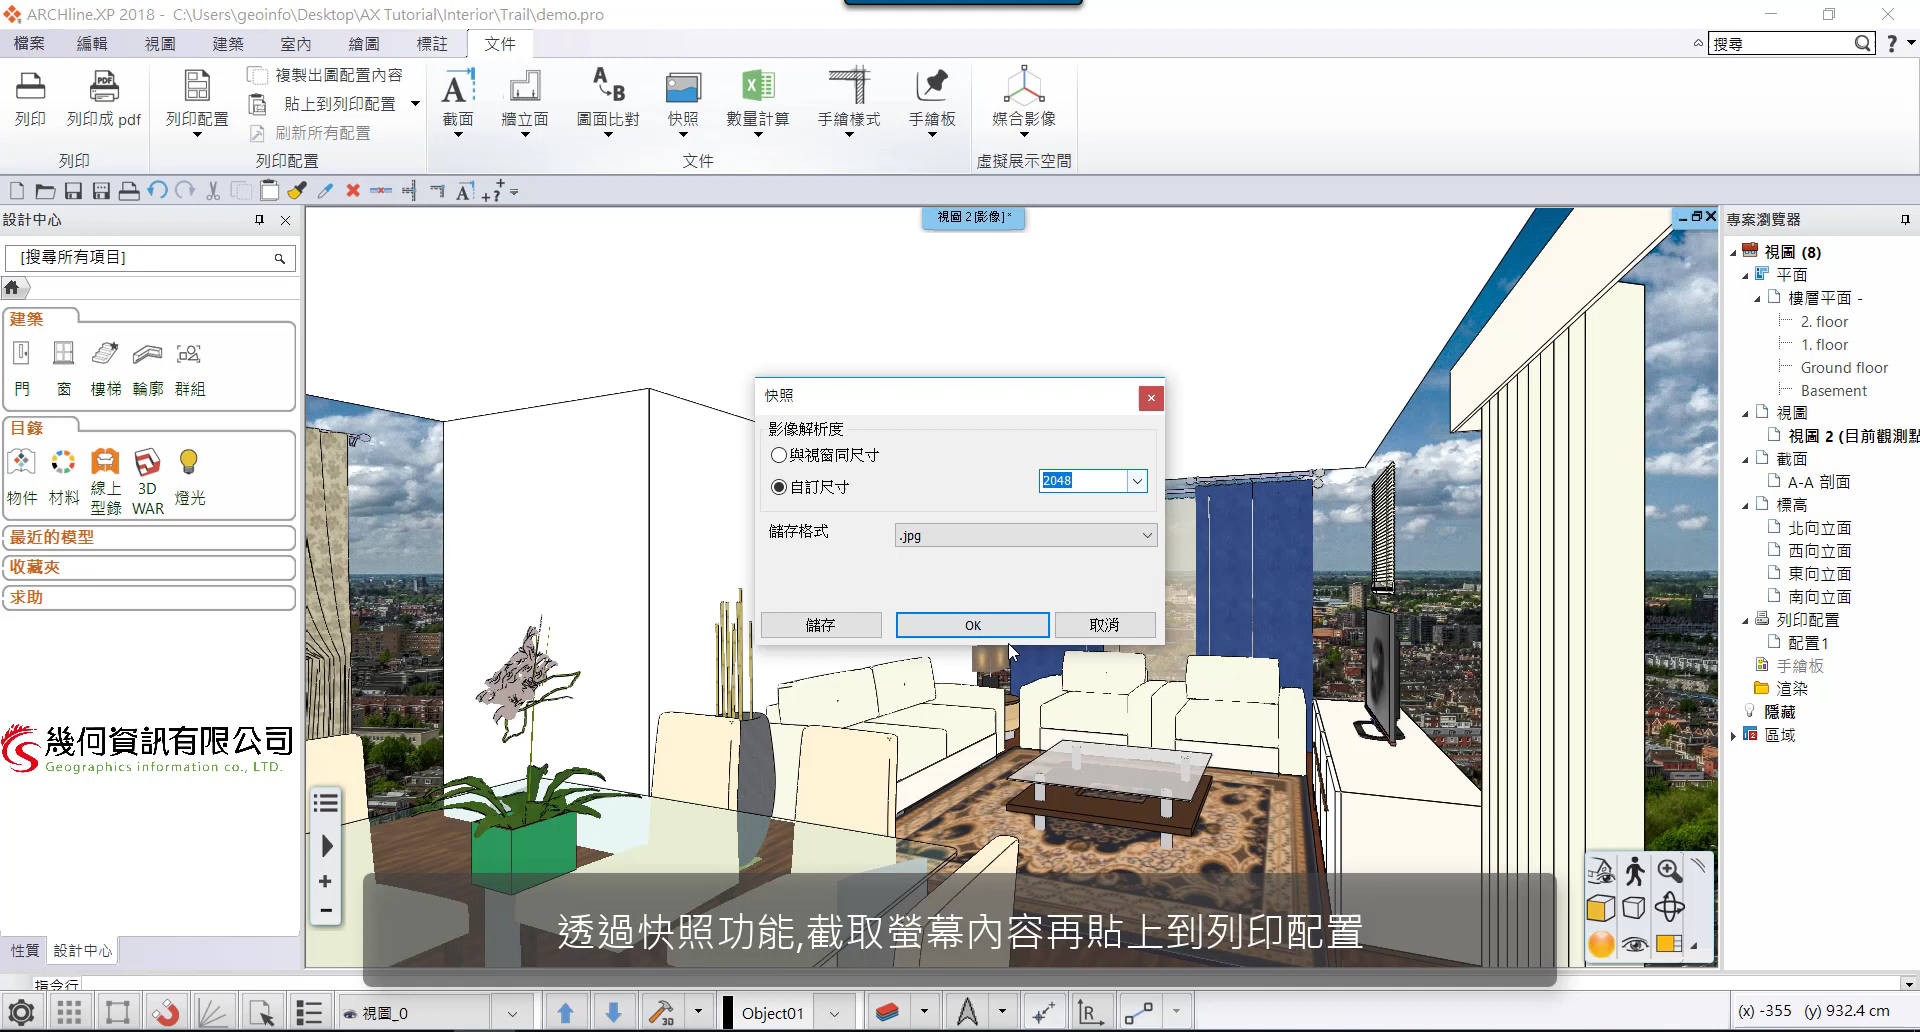 ARCHline.XP 2018 - C:\Users\geoinfo\Desktop\AX Tutorial\Interior\Trail\demo.pro
檔案 編輯 視圖 建築 室內 繪圖 標註 文件
搜尋 ?
複製出圖配置內容
貼上到列印配置
刷新所有配置
列印 列印成 pdf 列印配置 截面 牆立面 圖面比對 快照 數量計算 手繪樣式 手繪板 媒合影像
列印 列印配置 文件 虛擬展示空間
設計中心
[搜尋所有項目]
建築
門 窗 樓梯 輪廓 群組
目錄
物件 材料 線上型錄 3D WAR 燈光
最近的模型
收藏夾
求助
幾何資訊有限公司
Geographics information co., LTD.
性質 設計中心
視圖 2 [影像]*
快照
影像解析度
與視窗同尺寸
自訂尺寸
2048
儲存格式
.jpg
儲存 OK 取消
專案瀏覽器
視圖 (8)
平面
樓層平面 -
2. floor
1. floor
Ground floor
Basement
視圖
視圖 2 (目前觀測點
截面
A-A 剖面
標高
北向立面
西向立面
東向立面
南向立面
列印配置
配置1
手繪板
渲染
隱藏
區域
透過快照功能,截取螢幕內容再貼上到列印配置
指令行
視圖_0
Object01
(x) -355 (y) 932.4 cm